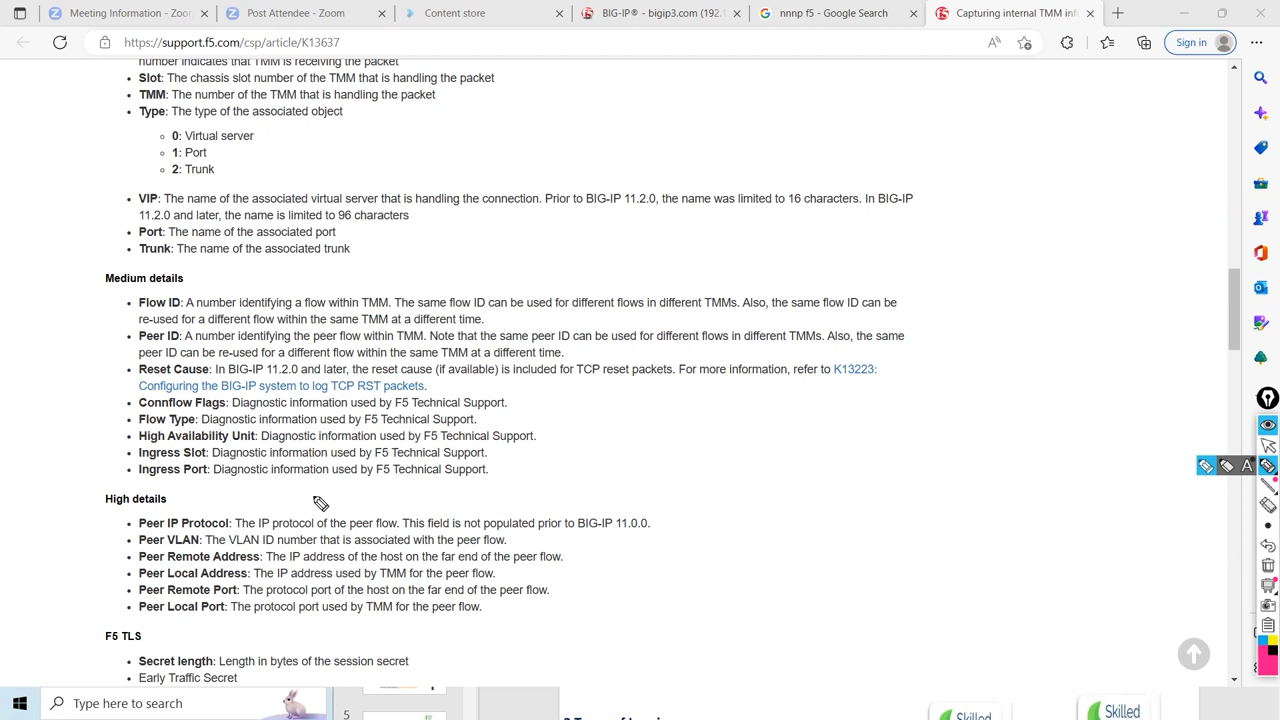 Meeting Information - Zoo
Post Attendee - Zoom
Content store
BIG-IP® - bigip3.com (192.1
nnnp f5 - Google Search
Capturing internal TMM info
https://support.f5.com/csp/article/K13637
Sign in
number indicates that TMM is receiving the packet
Slot: The chassis slot number of the TMM that is handling the packet
TMM: The number of the TMM that is handling the packet
Type: The type of the associated object
0: Virtual server
1: Port
2: Trunk
VIP: The name of the associated virtual server that is handling the connection. Prior to BIG-IP 11.2.0, the name was limited to 16 characters. In BIG-IP
11.2.0 and later, the name is limited to 96 characters
Port: The name of the associated port
Trunk: The name of the associated trunk
Medium details
Flow ID: A number identifying a flow within TMM. The same flow ID can be used for different flows in different TMMs. Also, the same flow ID can be
re-used for a different flow within the same TMM at a different time.
Peer ID: A number identifying the peer flow within TMM. Note that the same peer ID can be used for different flows in different TMMs. Also, the same
peer ID can be re-used for a different flow within the same TMM at a different time.
Reset Cause: In BIG-IP 11.2.0 and later, the reset cause (if available) is included for TCP reset packets. For more information, refer to K13223:
Configuring the BIG-IP system to log TCP RST packets.
Connflow Flags: Diagnostic information used by F5 Technical Support.
Flow Type: Diagnostic information used by F5 Technical Support.
High Availability Unit: Diagnostic information used by F5 Technical Support.
Ingress Slot: Diagnostic information used by F5 Technical Support.
Ingress Port: Diagnostic information used by F5 Technical Support.
High details
Peer IP Protocol: The IP protocol of the peer flow. This field is not populated prior to BIG-IP 11.0.0.
Peer VLAN: The VLAN ID number that is associated with the peer flow.
Peer Remote Address: The IP address of the host on the far end of the peer flow.
Peer Local Address: The IP address used by TMM for the peer flow.
Peer Remote Port: The protocol port of the host on the far end of the peer flow.
Peer Local Port: The protocol port used by TMM for the peer flow.
F5 TLS
Secret length: Length in bytes of the session secret
Early Traffic Secret
Type here to search
5
Skilled
Skilled